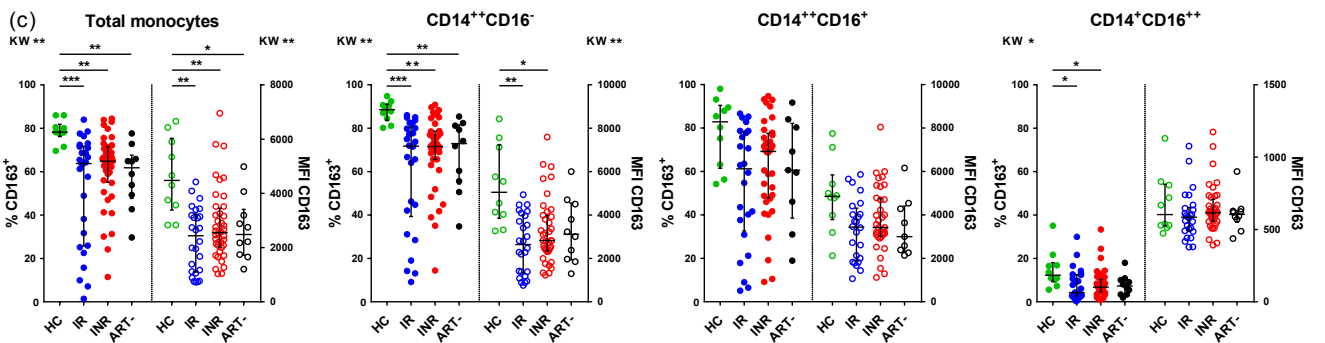 (c)
Total monocytes
KW **
KW **
**
**
***
*
**
**
% CD163+
100
80
60
40
20
0
8000
6000
4000
2000
0
MFI CD163
HC
IR
INR
ART-
HC
IR
INR
ART-
CD14++CD16-
KW **
KW **
**
**
***
*
**
% CD163+
100
80
60
40
20
0
10000
8000
6000
4000
2000
0
MFI CD163
HC
IR
INR
ART-
HC
IR
INR
ART-
CD14++CD16+
% CD163+
100
80
60
40
20
0
10000
8000
6000
4000
2000
0
MFI CD163
HC
IR
INR
ART-
HC
IR
INR
ART-
CD14+CD16++
KW *
*
*
% CD163+
100
80
60
40
20
0
1500
1000
500
0
MFI CD163
HC
IR
INR
ART-
HC
IR
INR
ART-